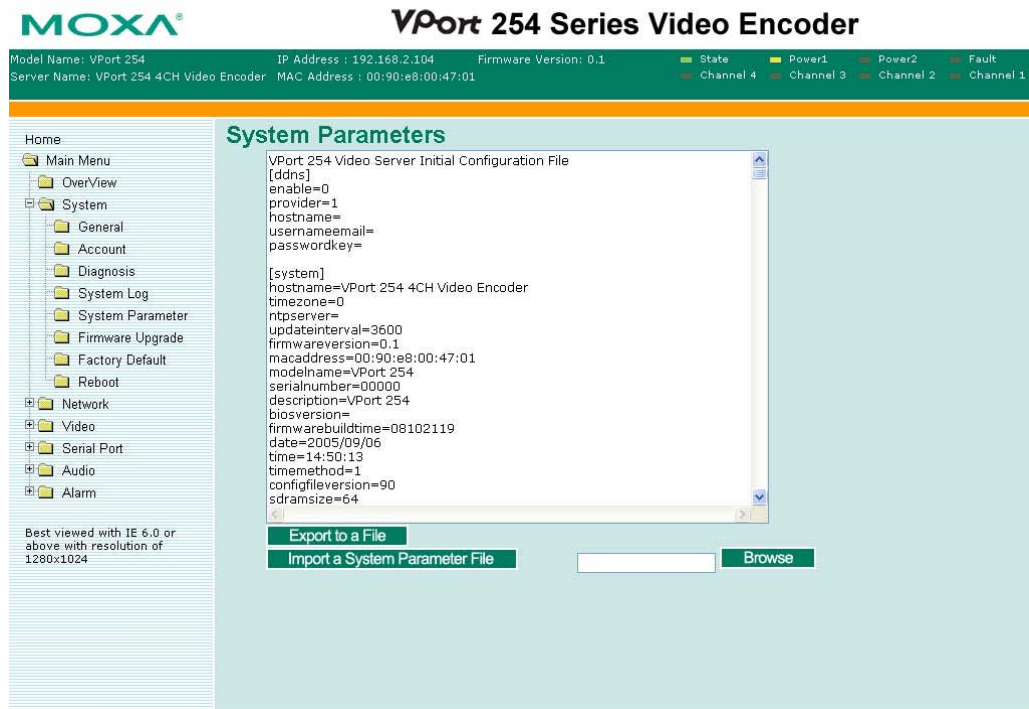 MOXA®
VPort 254 Series Video Encoder
Model Name: VPort 254 IP Address : 192.168.2.104 Firmware Version: 0.1
Server Name: VPort 254 4CH Video Encoder MAC Address : 00:90:e8:00:47:01
State Power1 Power2 Fault
Channel 4 Channel 3 Channel 2 Channel 1
Home
Main Menu
OverView
System
General
Account
Diagnosis
System Log
System Parameter
Firmware Upgrade
Factory Default
Reboot
Network
Video
Serial Port
Audio
Alarm
Best viewed with IE 6.0 or
above with resolution of
1280x1024
System Parameters
VPort 254 Video Server Initial Configuration File
[ddns]
enable=0
provider=1
hostname=
usernameemail=
passwordkey=
[system]
hostname=VPort 254 4CH Video Encoder
timezone=0
ntpserver=
updateinterval=3600
firmwareversion=0.1
macaddress=00:90:e8:00:47:01
modelname=VPort 254
serialnumber=00000
description=VPort 254
biosversion=
firmwarebuildtime=08102119
date=2005/09/06
time=14:50:13
timemethod=1
configfileversion=90
sdramsize=64
Export to a File
Import a System Parameter File
Browse